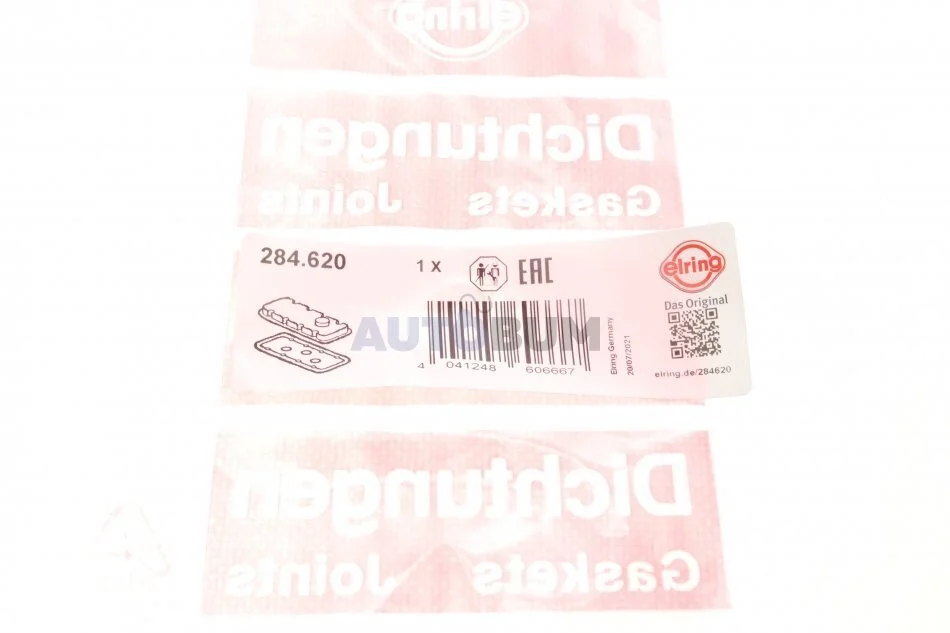 elring
Dichtungen
Gaskets Joints
284.620
1 X
EAC
elring
Das Original
AUTOBUM
4 041248 606667
Elring Germany
20/07/2021
elring.de/284620
Dichtungen
Gaskets Joints